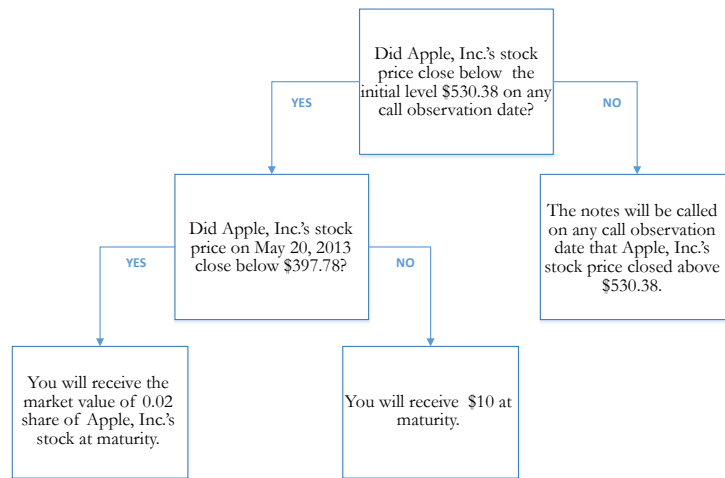 Did Apple, Inc.'s stock
price close below the
initial level $530.38 on any
call observation date?
YES
NO
Did Apple, Inc.'s stock
price on May 20, 2013
close below $397.78?
The notes will be called
on any call observation
date that Apple, Inc.'s
stock price closed above
$530.38.
YES
NO
You will receive the
market value of 0.02
share of Apple, Inc.'s
stock at maturity.
You will receive $10 at
maturity.